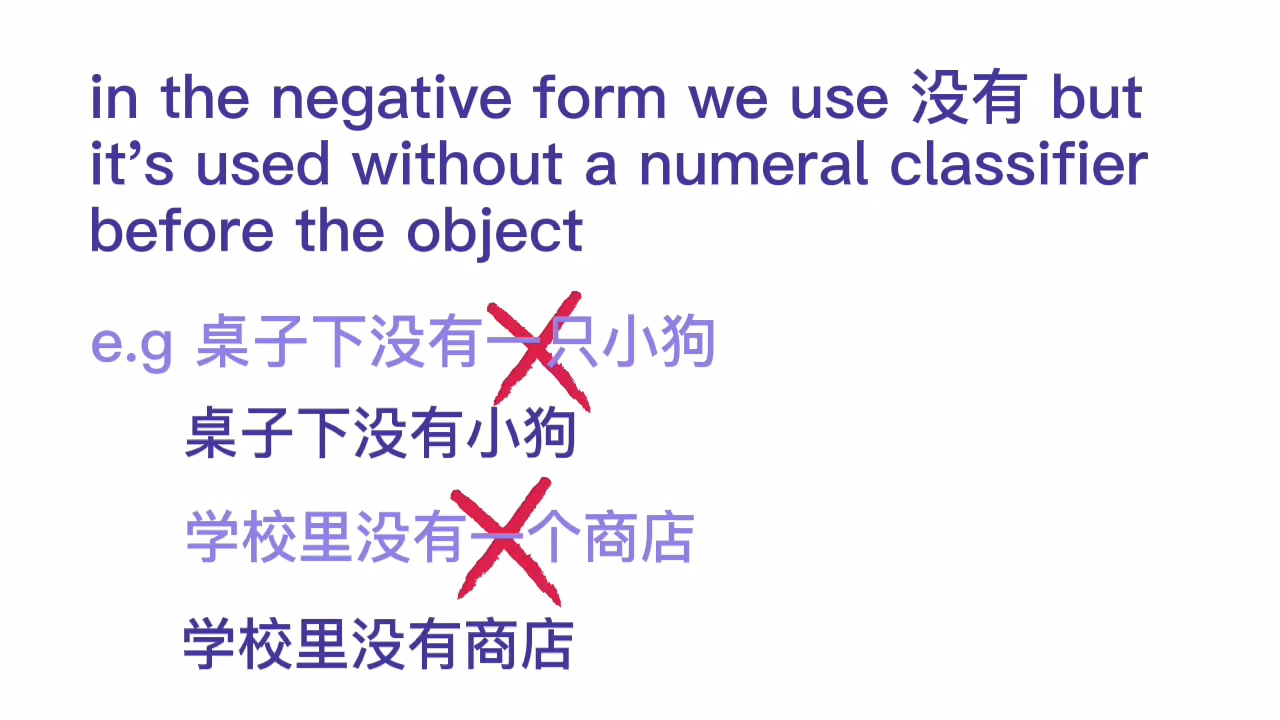 in the negative form we use 没有 but
it’s used without a numeral classifier
before the object
e.g 桌子下没有一只小狗
桌子下没有小狗
学校里没有一个商店
学校里没有商店